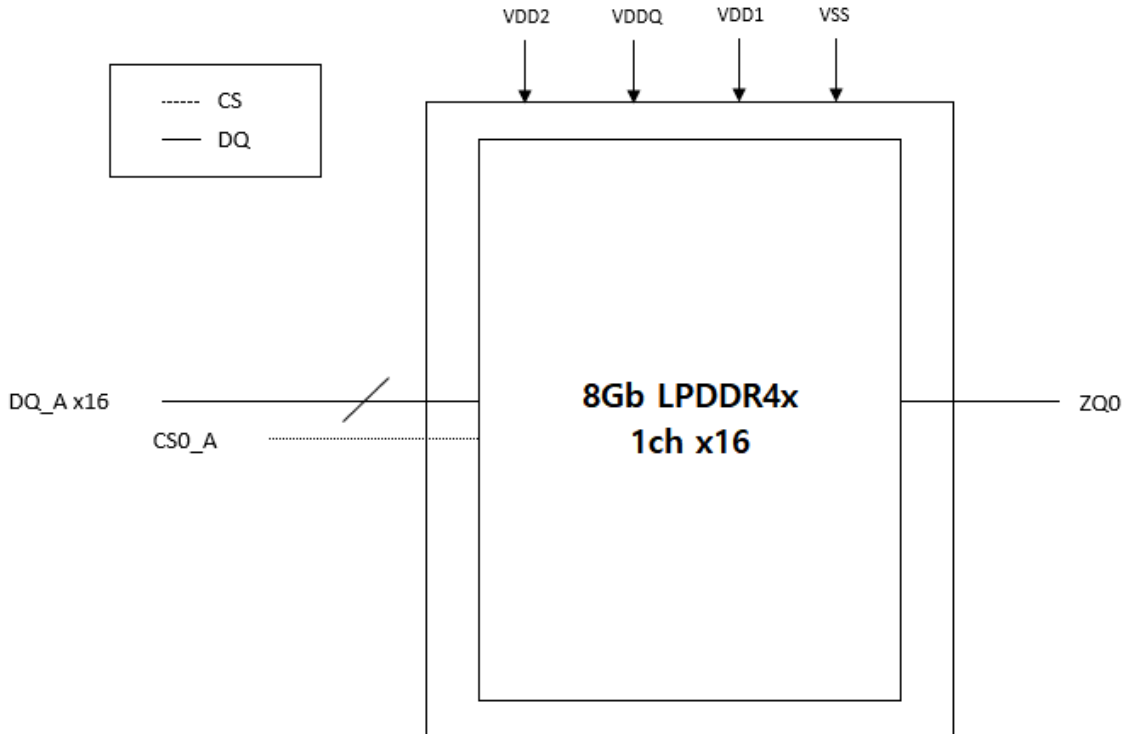 VDD2 VDDQ VDD1 VSS
CS
DQ
8Gb LPDDR4x
1ch x16
DQ_A x16
CS0_A
ZQ0